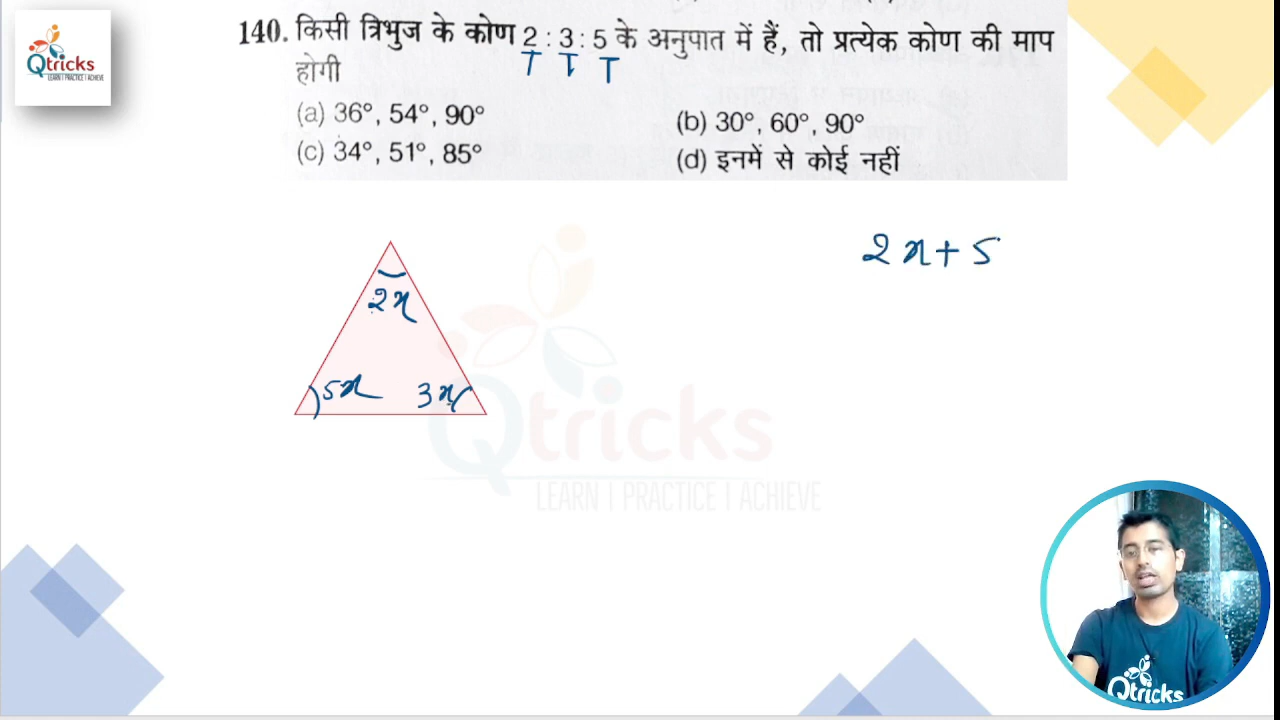 140. किसी त्रिभुज के कोण 2 : 3 : 5 के अनुपात में हैं, तो प्रत्येक कोण की माप
होगी
(a) 36°, 54°, 90°
(b) 30°, 60°, 90°
(c) 34°, 51°, 85°
(d) इनमें से कोई नहीं
Qtricks
LEARN | PRACTICE | ACHIEVE
2x+5
2x
5x
3x
Qtricks
LEARN | PRACTICE | ACHIEVE
Qtricks